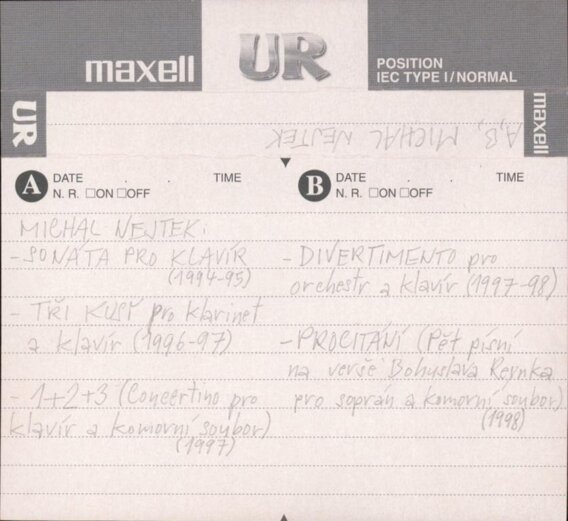 maxell
UR
POSITION
IEC TYPE I/NORMAL
UR
A,B, MICHAL NEJTEK
maxell
A
DATE . . TIME
N. R. □ON □OFF
MICHAL NEJTEK:
- SONÁTA PRO KLAVÍR
(1994-95)
- TŘI KUSY pro klarinet
a klavír (1996-97)
- 1+2+3 (Concertino pro
klavír a komorní soubor)
(1997)
B
DATE . . TIME
N. R. □ON □OFF
- DIVERTIMENTO pro
orchestr a klavír (1997-98)
- PROCITÁNÍ (Pět písní
na verše Bohuslava Reynka
pro soprán a komorní soubor)
(1998)